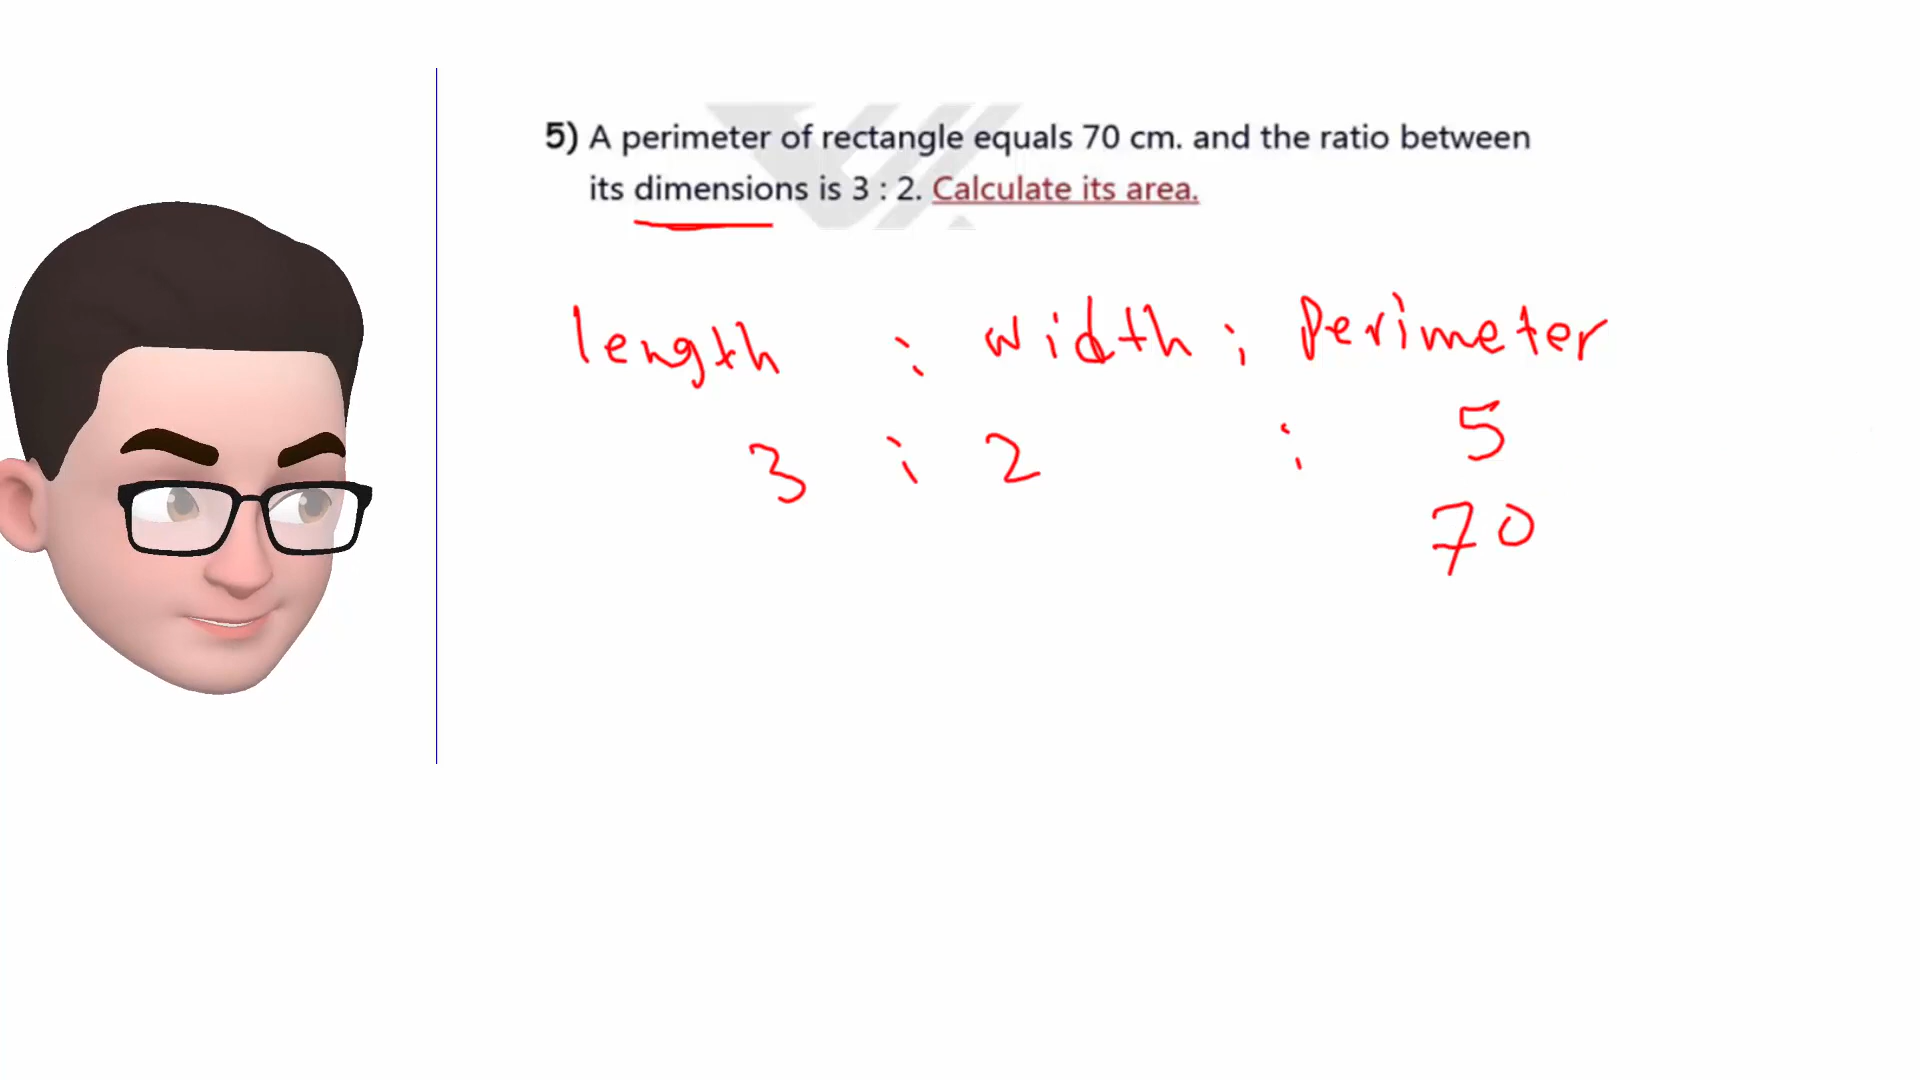 5) A perimeter of rectangle equals 70 cm. and the ratio between
its dimensions is 3 : 2. Calculate its area.
length : width : Perimeter
3 : 2 : 5
70